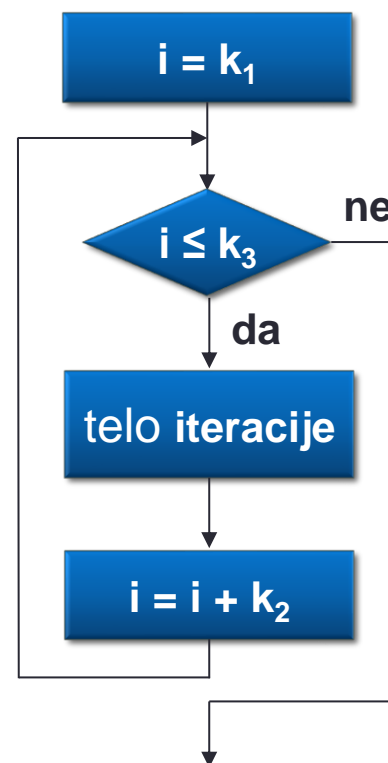 i = k₁
i ≤ k₃
ne
da
telo iteracije
i = i + k₂